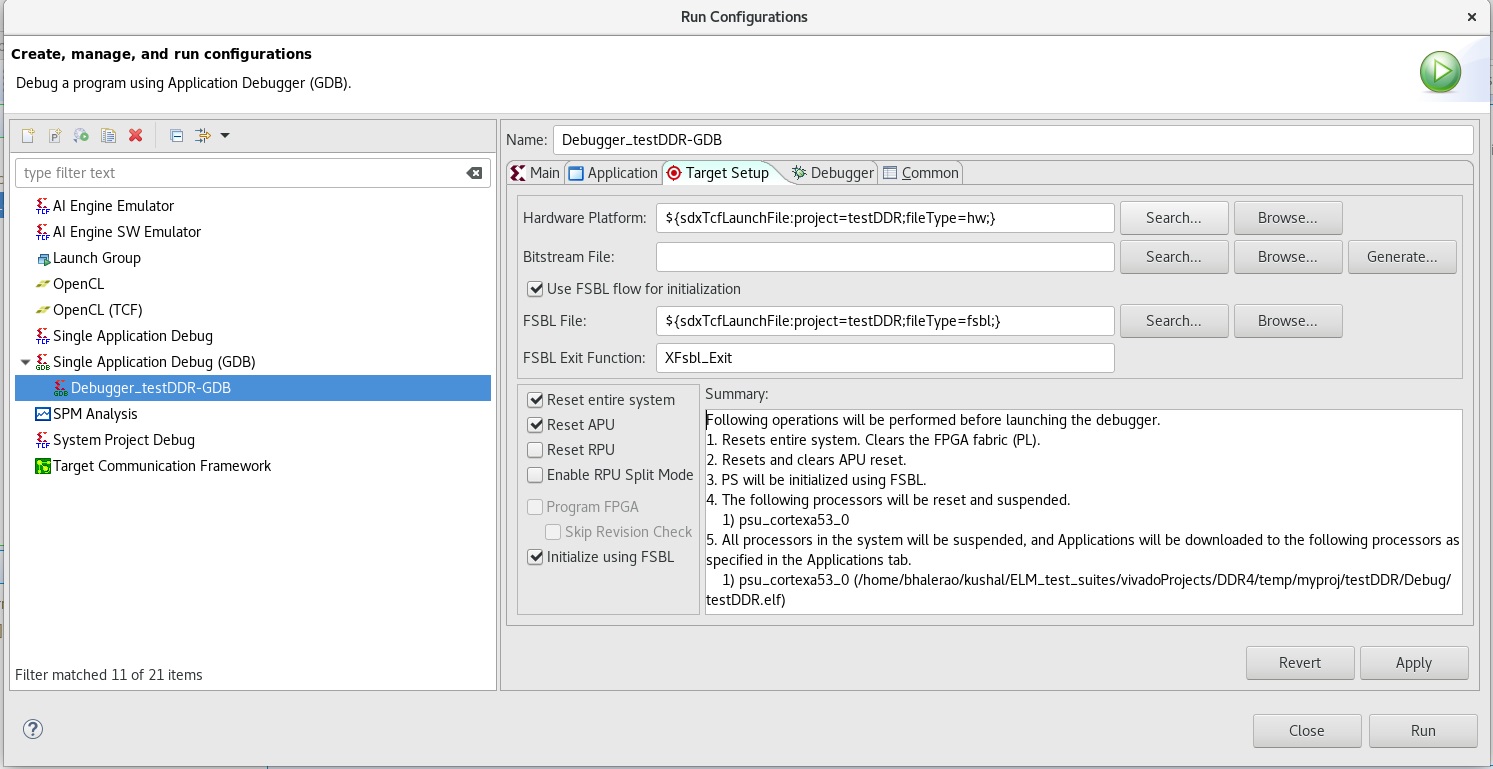 Run Configurations
Create, manage, and run configurations
Debug a program using Application Debugger (GDB).
type filter text
AI Engine Emulator
AI Engine SW Emulator
Launch Group
OpenCL
OpenCL (TCF)
Single Application Debug
Single Application Debug (GDB)
Debugger_testDDR-GDB
SPM Analysis
System Project Debug
Target Communication Framework
Filter matched 11 of 21 items
Name: Debugger_testDDR-GDB
Main Application Target Setup Debugger Common
Hardware Platform: ${sdxTcfLaunchFile:project=testDDR;fileType=hw;} Search... Browse...
Bitstream File: Search... Browse... Generate...
Use FSBL flow for initialization
FSBL File: ${sdxTcfLaunchFile:project=testDDR;fileType=fsbl;} Search... Browse...
FSBL Exit Function: XFsbl_Exit
Reset entire system
Reset APU
Reset RPU
Enable RPU Split Mode
Program FPGA
Skip Revision Check
Initialize using FSBL
Summary:
Following operations will be performed before launching the debugger.
1. Resets entire system. Clears the FPGA fabric (PL).
2. Resets and clears APU reset.
3. PS will be initialized using FSBL.
4. The following processors will be reset and suspended.
1) psu_cortexa53_0
5. All processors in the system will be suspended, and Applications will be downloaded to the following processors as
specified in the Applications tab.
1) psu_cortexa53_0 (/home/bhalerao/kushal/ELM_test_suites/vivadoProjects/DDR4/temp/myproj/testDDR/Debug/
testDDR.elf)
Revert Apply
Close Run